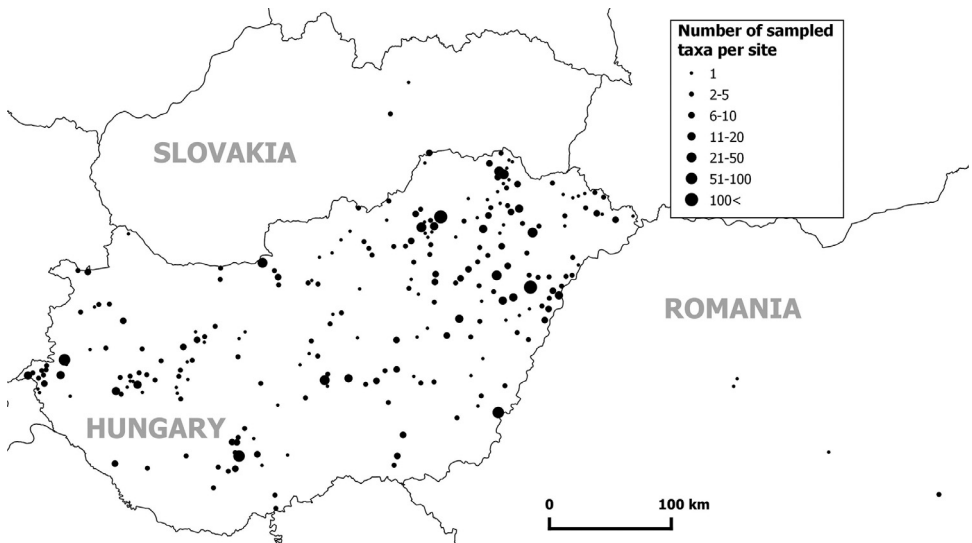 Number of sampled
taxa per site
1
2-5
6-10
11-20
21-50
51-100
100<
SLOVAKIA
ROMANIA
HUNGARY
0 100 km